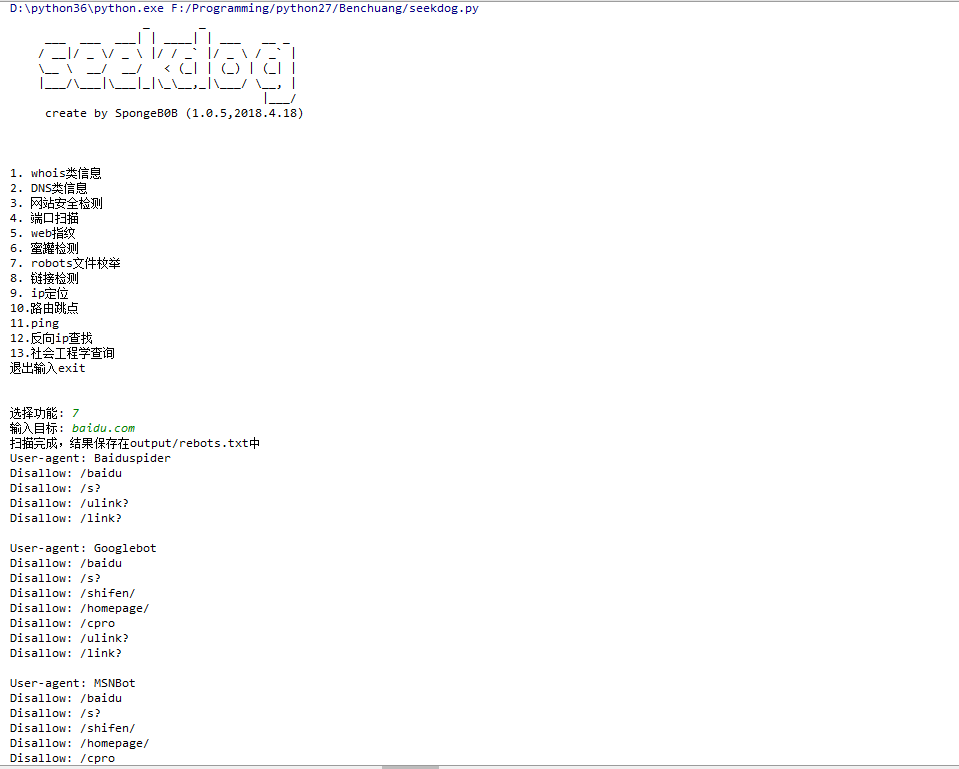 D:\python36\python.exe F:/Programming/python27/Benchuang/seekdog.py
seekdog
create by SpongeB0B (1.0.5,2018.4.18)
1. whois类信息
2. DNS类信息
3. 网站安全检测
4. 端口扫描
5. web指纹
6. 蜜罐检测
7. robots文件枚举
8. 链接检测
9. ip定位
10.路由跳点
11.ping
12.反向ip查找
13.社会工程学查询
退出输入exit
选择功能: 7
输入目标: baidu.com
扫描完成，结果保存在output/rebots.txt中
User-agent: Baiduspider
Disallow: /baidu
Disallow: /s?
Disallow: /ulink?
Disallow: /link?
User-agent: Googlebot
Disallow: /baidu
Disallow: /s?
Disallow: /shifen/
Disallow: /homepage/
Disallow: /cpro
Disallow: /ulink?
Disallow: /link?
User-agent: MSNBot
Disallow: /baidu
Disallow: /s?
Disallow: /shifen/
Disallow: /homepage/
Disallow: /cpro